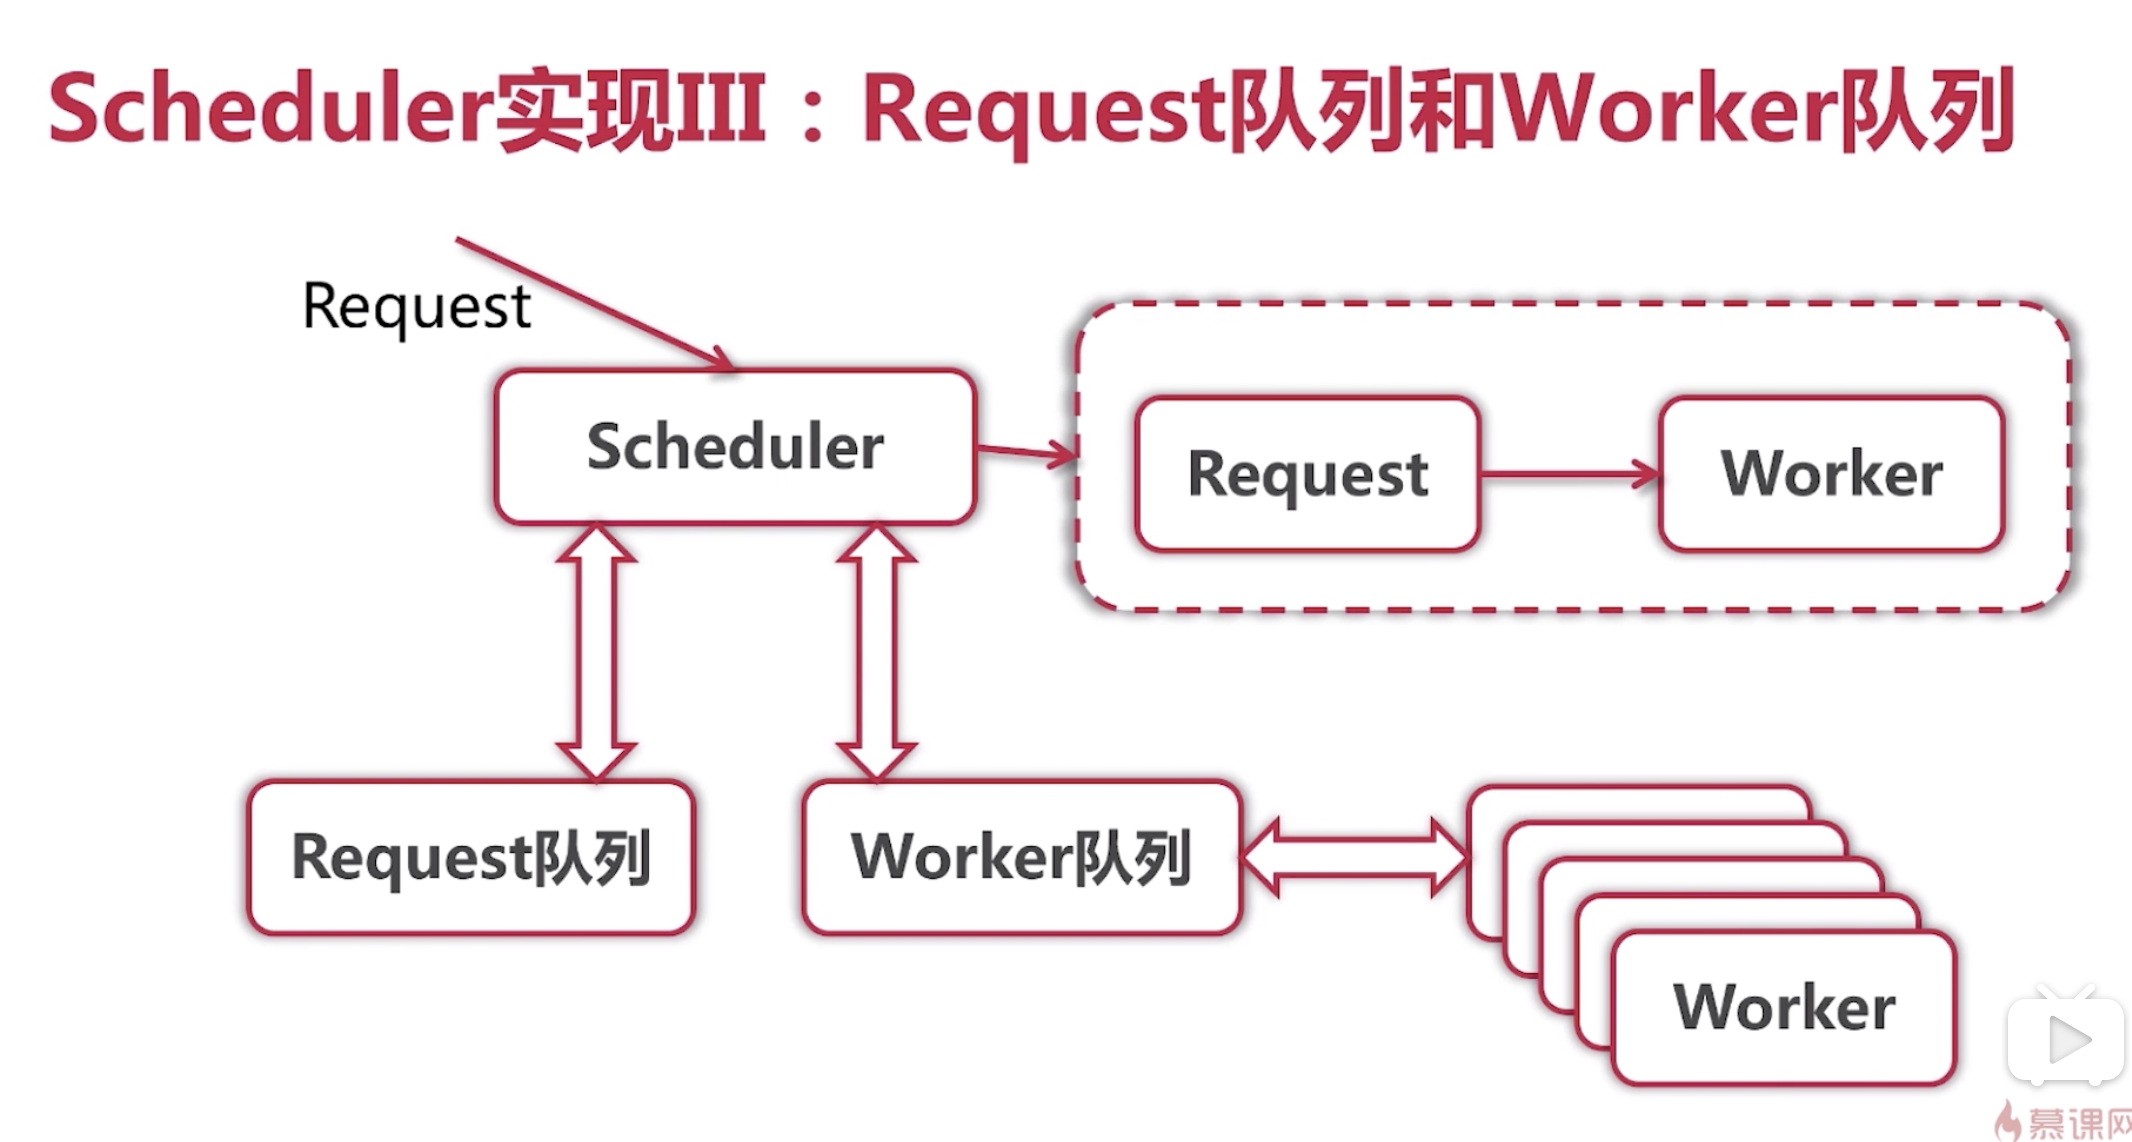 Scheduler实现III：Request队列和Worker队列
Request
Scheduler
Request
Worker
Request队列
Worker队列
Worker
慕课网